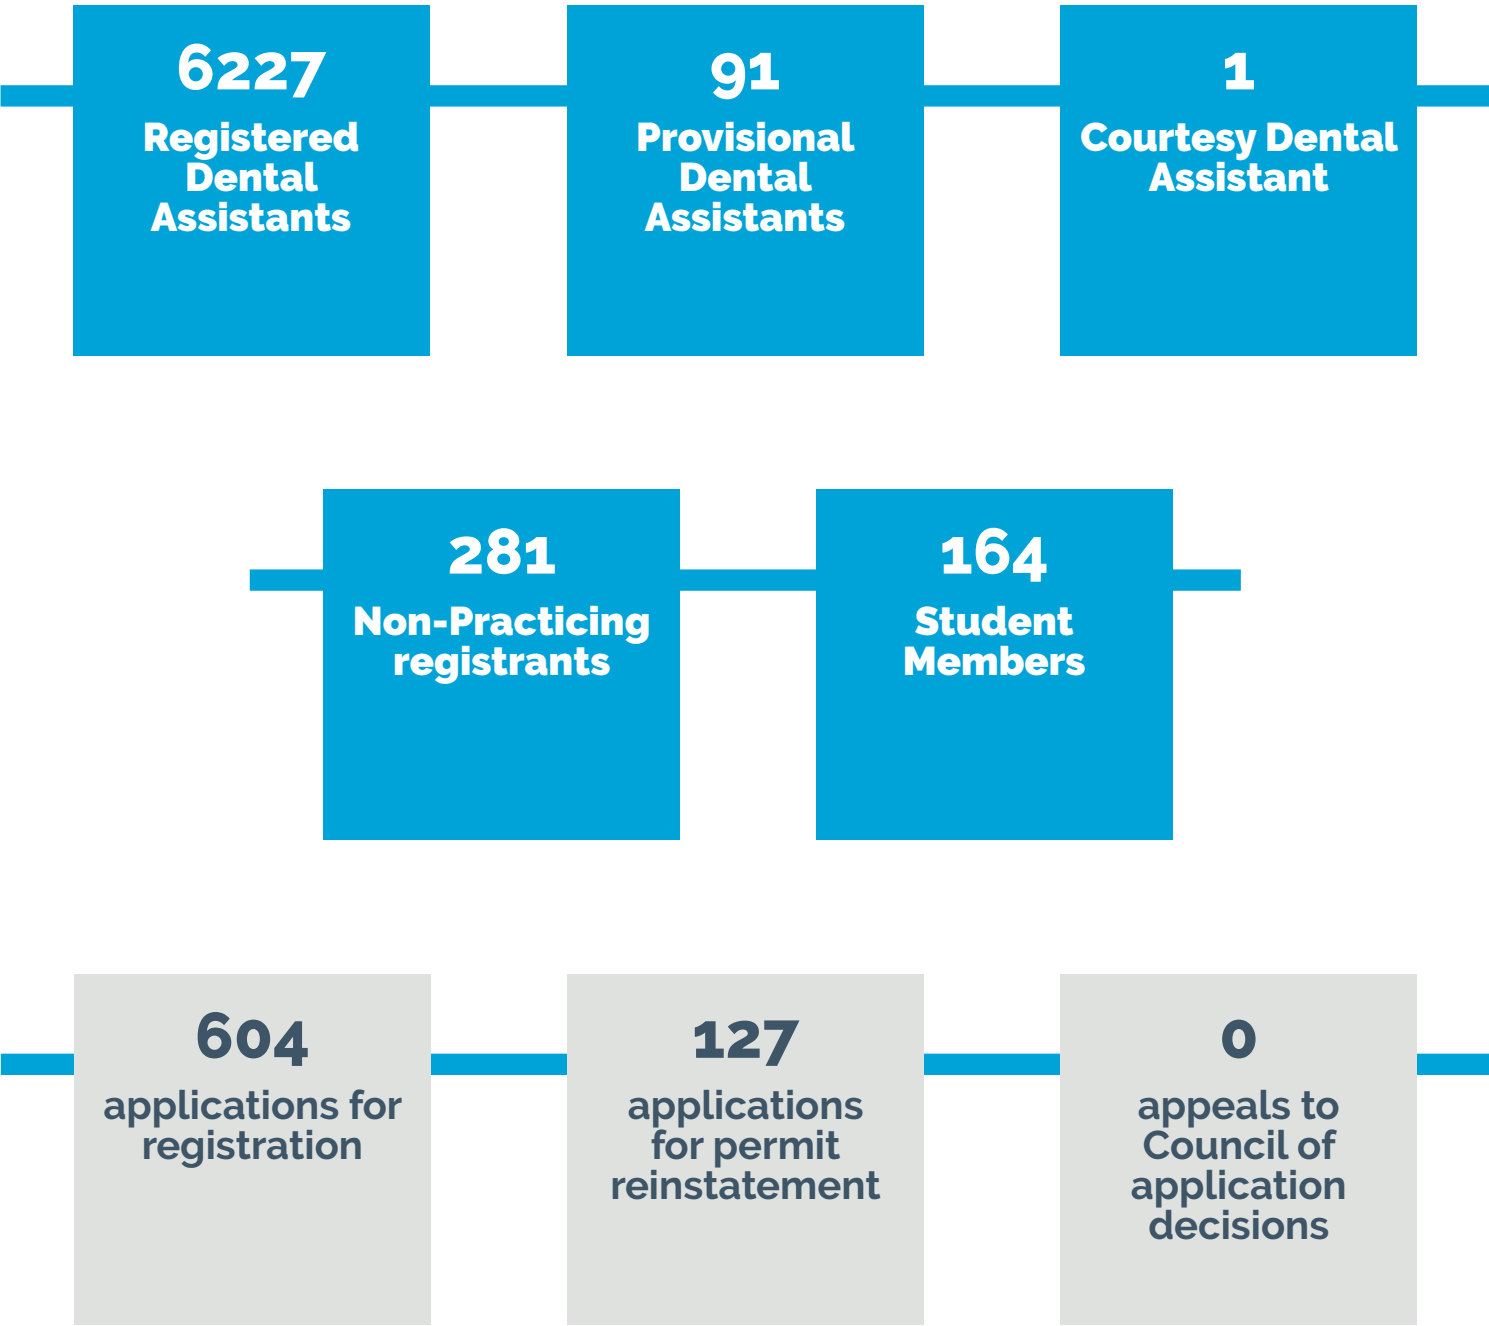 6227
Registered
Dental
Assistants
91
Provisional
Dental
Assistants
1
Courtesy Dental
Assistant
281
Non-Practicing
registrants
164
Student
Members
604
applications for
registration
127
applications
for permit
reinstatement
0
appeals to
Council of
application
decisions